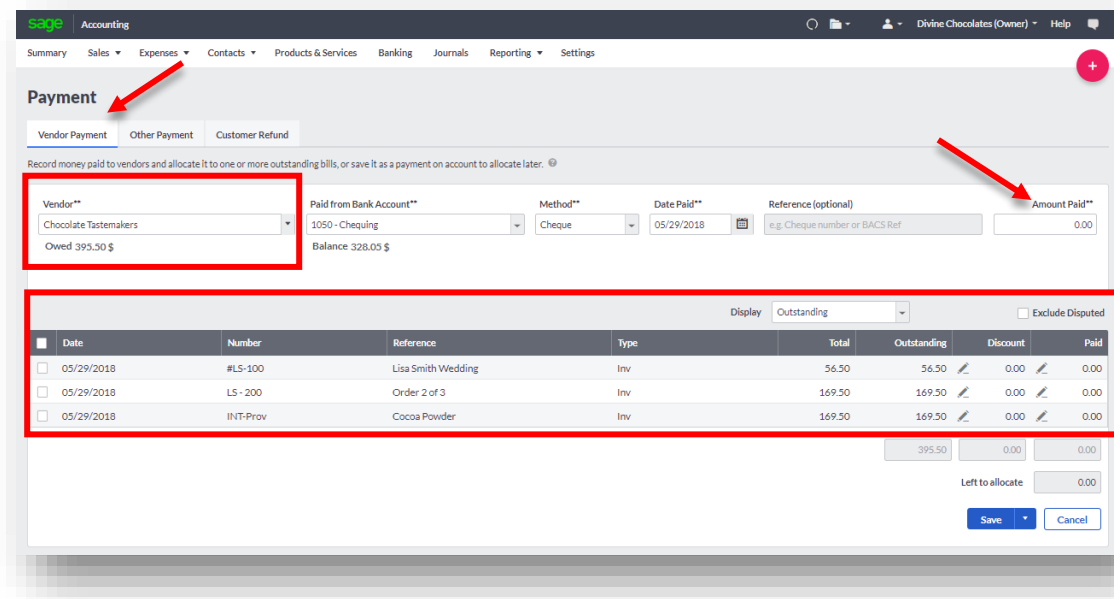 sage Accounting Divine Chocolates (Owner) Help
Summary Sales Expenses Contacts Products & Services Banking Journals Reporting Settings
+
Payment
Vendor Payment Other Payment Customer Refund
Record money paid to vendors and allocate it to one or more outstanding bills, or save it as a payment on account to allocate later. ?
Vendor** Paid from Bank Account** Method** Date Paid** Reference (optional) Amount Paid**
Chocolate Tastemakers 1050 - Chequing Cheque 05/29/2018 e.g. Cheque number or BACS Ref 0.00
Owed 395.50 $ Balance 328.05 $
Display Outstanding Exclude Disputed
Date Number Reference Type Total Outstanding Discount Paid
05/29/2018 #LS-100 Lisa Smith Wedding Inv 56.50 56.50 0.00 0.00
05/29/2018 LS - 200 Order 2 of 3 Inv 169.50 169.50 0.00 0.00
05/29/2018 INT-Prov Cocoa Powder Inv 169.50 169.50 0.00 0.00
395.50 0.00 0.00
Left to allocate 0.00
Save Cancel